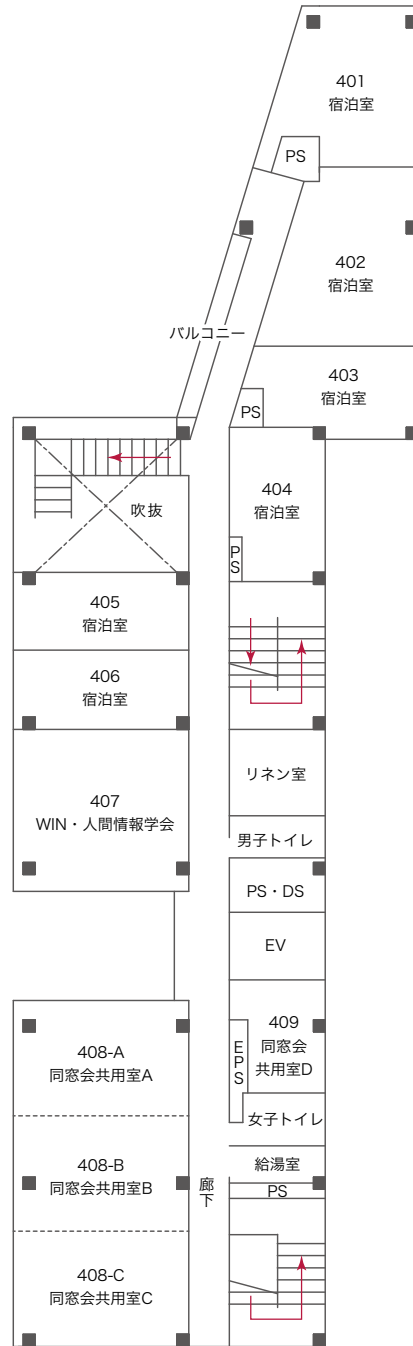 401
宿泊室
PS
402
宿泊室
バルコニー
403
宿泊室
PS
404
宿泊室
吹抜
PS
405
宿泊室
406
宿泊室
リネン室
407
WIN・人間情報学会
男子トイレ
PS・DS
EV
409
同窓会
共用室D
EPS
408-A
同窓会共用室A
女子トイレ
408-B
同窓会共用室B
給湯室
廊下
PS
408-C
同窓会共用室C